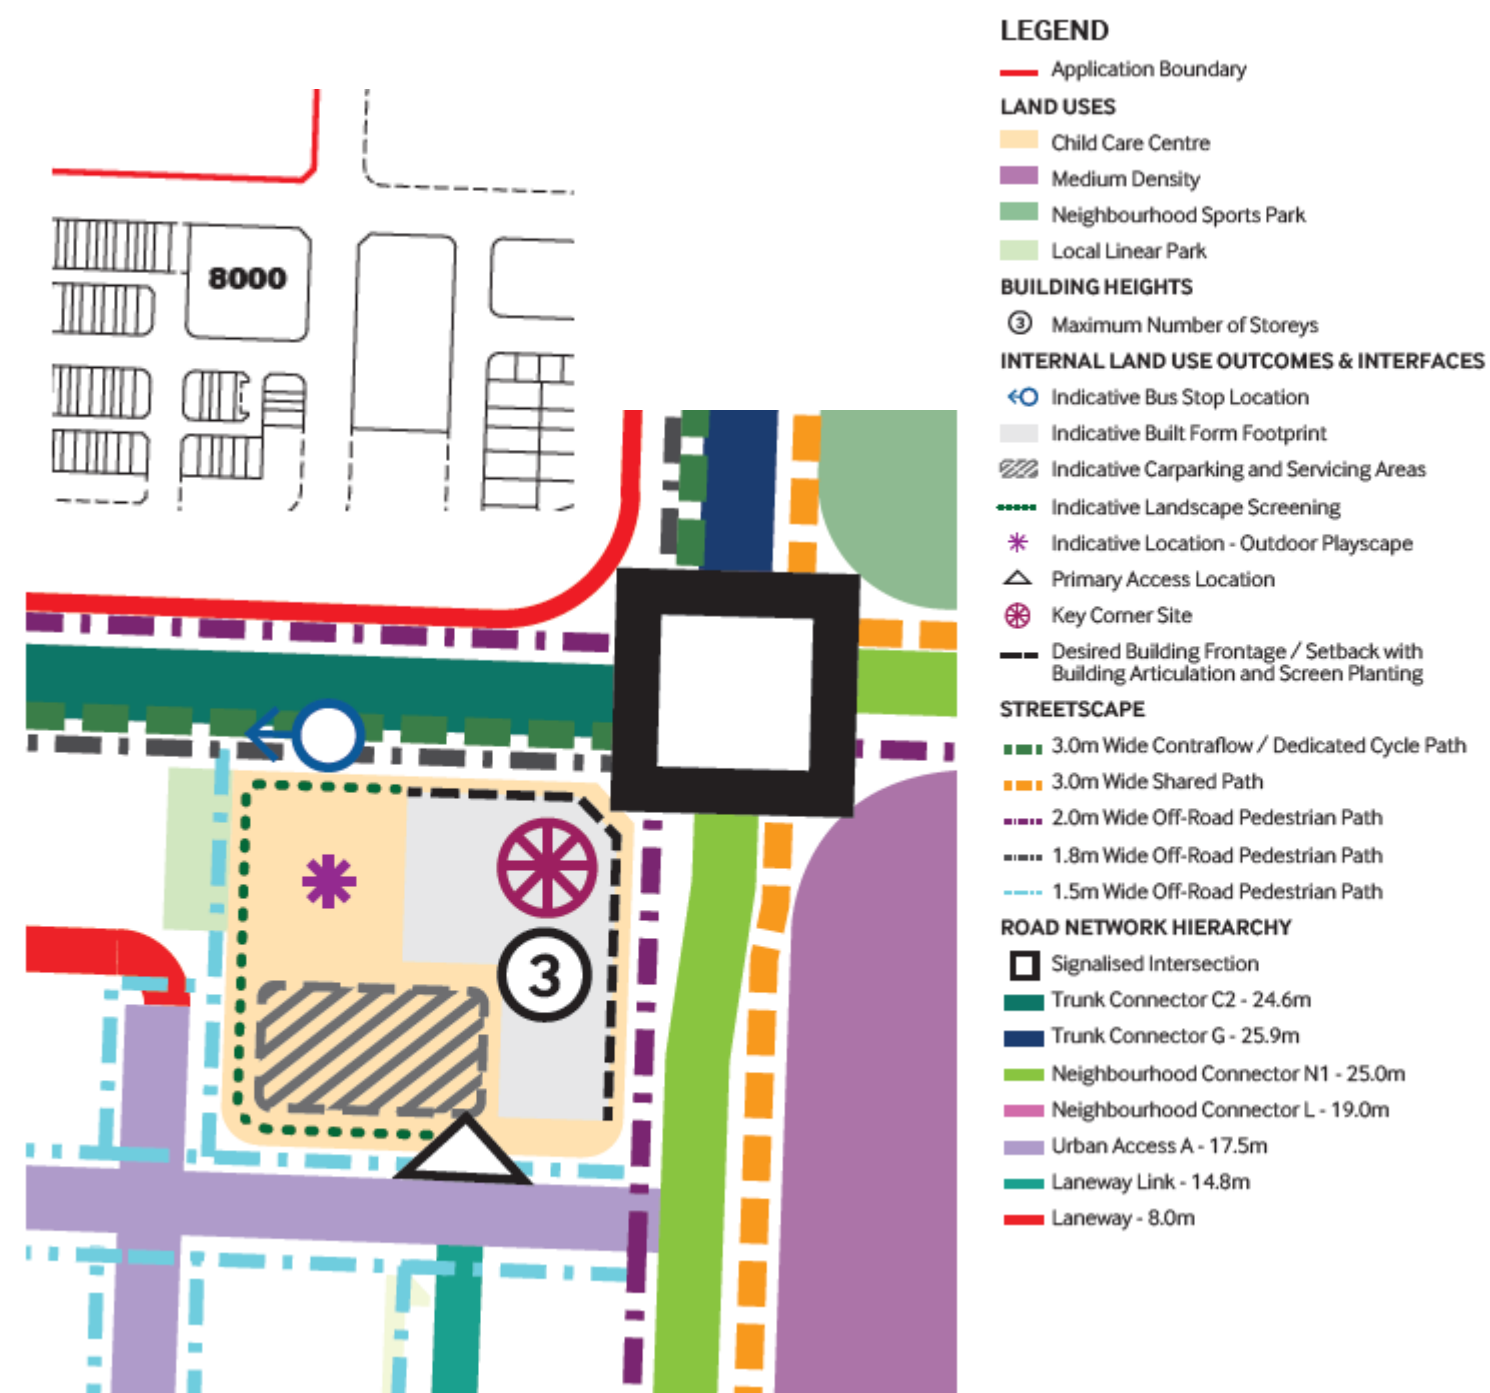 8000
3
LEGEND
Application Boundary
LAND USES
Child Care Centre
Medium Density
Neighbourhood Sports Park
Local Linear Park
BUILDING HEIGHTS
3 Maximum Number of Storeys
INTERNAL LAND USE OUTCOMES & INTERFACES
Indicative Bus Stop Location
Indicative Built Form Footprint
Indicative Carparking and Servicing Areas
Indicative Landscape Screening
Indicative Location - Outdoor Playscape
Primary Access Location
Key Corner Site
Desired Building Frontage / Setback with
Building Articulation and Screen Planting
STREETSCAPE
3.0m Wide Contraflow / Dedicated Cycle Path
3.0m Wide Shared Path
2.0m Wide Off-Road Pedestrian Path
1.8m Wide Off-Road Pedestrian Path
1.5m Wide Off-Road Pedestrian Path
ROAD NETWORK HIERARCHY
Signalised Intersection
Trunk Connector C2 - 24.6m
Trunk Connector G - 25.9m
Neighbourhood Connector N1 - 25.0m
Neighbourhood Connector L - 19.0m
Urban Access A - 17.5m
Laneway Link - 14.8m
Laneway - 8.0m